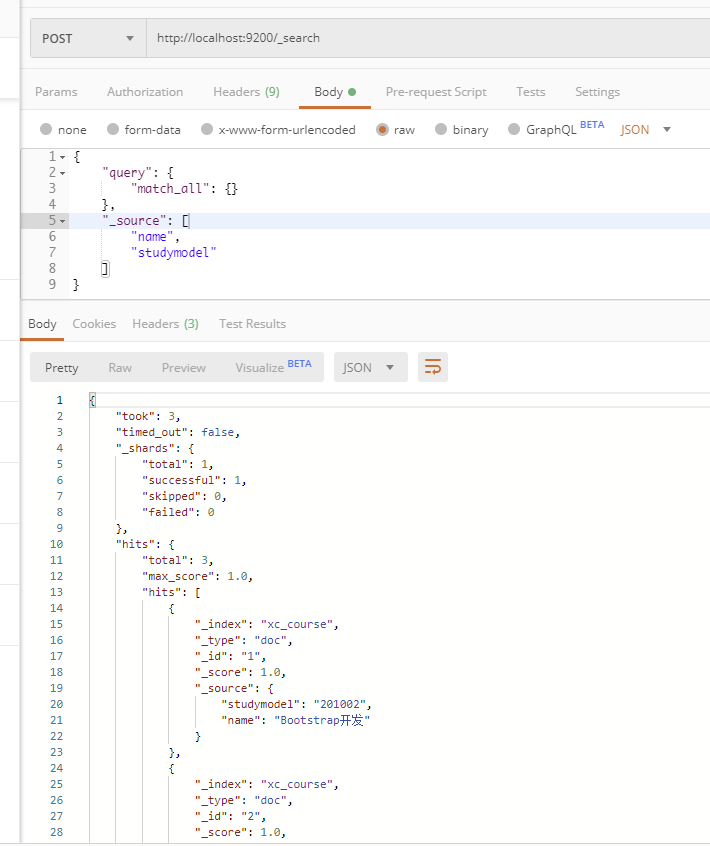 POST http://localhost:9200/_search
Params Authorization Headers (9) Body Pre-request Script Tests Settings
none form-data x-www-form-urlencoded raw binary GraphQL BETA JSON
1 {
2 "query": {
3 "match_all": {}
4 },
5 "_source": [
6 "name",
7 "studymodel"
8 ]
9 }
Body Cookies Headers (3) Test Results
Pretty Raw Preview Visualize BETA JSON
1 {
2 "took": 3,
3 "timed_out": false,
4 "_shards": {
5 "total": 1,
6 "successful": 1,
7 "skipped": 0,
8 "failed": 0
9 },
10 "hits": {
11 "total": 3,
12 "max_score": 1.0,
13 "hits": [
14 {
15 "_index": "xc_course",
16 "_type": "doc",
17 "_id": "1",
18 "_score": 1.0,
19 "_source": {
20 "studymodel": "201002",
21 "name": "Bootstrap开发"
22 }
23 },
24 {
25 "_index": "xc_course",
26 "_type": "doc",
27 "_id": "2",
28 "_score": 1.0,